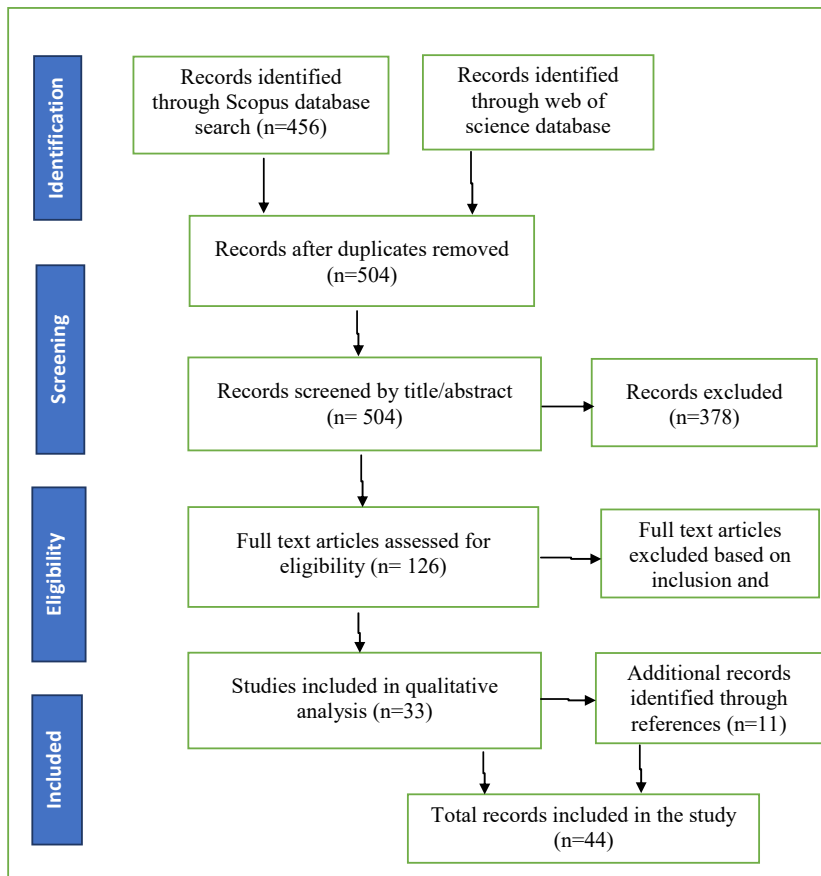 Identification
Records identified
through Scopus database
search (n=456)
Records identified
through web of
science database
Records after duplicates removed
(n=504)
Screening
Records screened by title/abstract
(n= 504)
Records excluded
(n=378)
Eligibility
Full text articles assessed for
eligibility (n= 126)
Full text articles
excluded based on
inclusion and
Included
Studies included in qualitative
analysis (n=33)
Additional records
identified through
references (n=11)
Total records included in the study
(n=44)